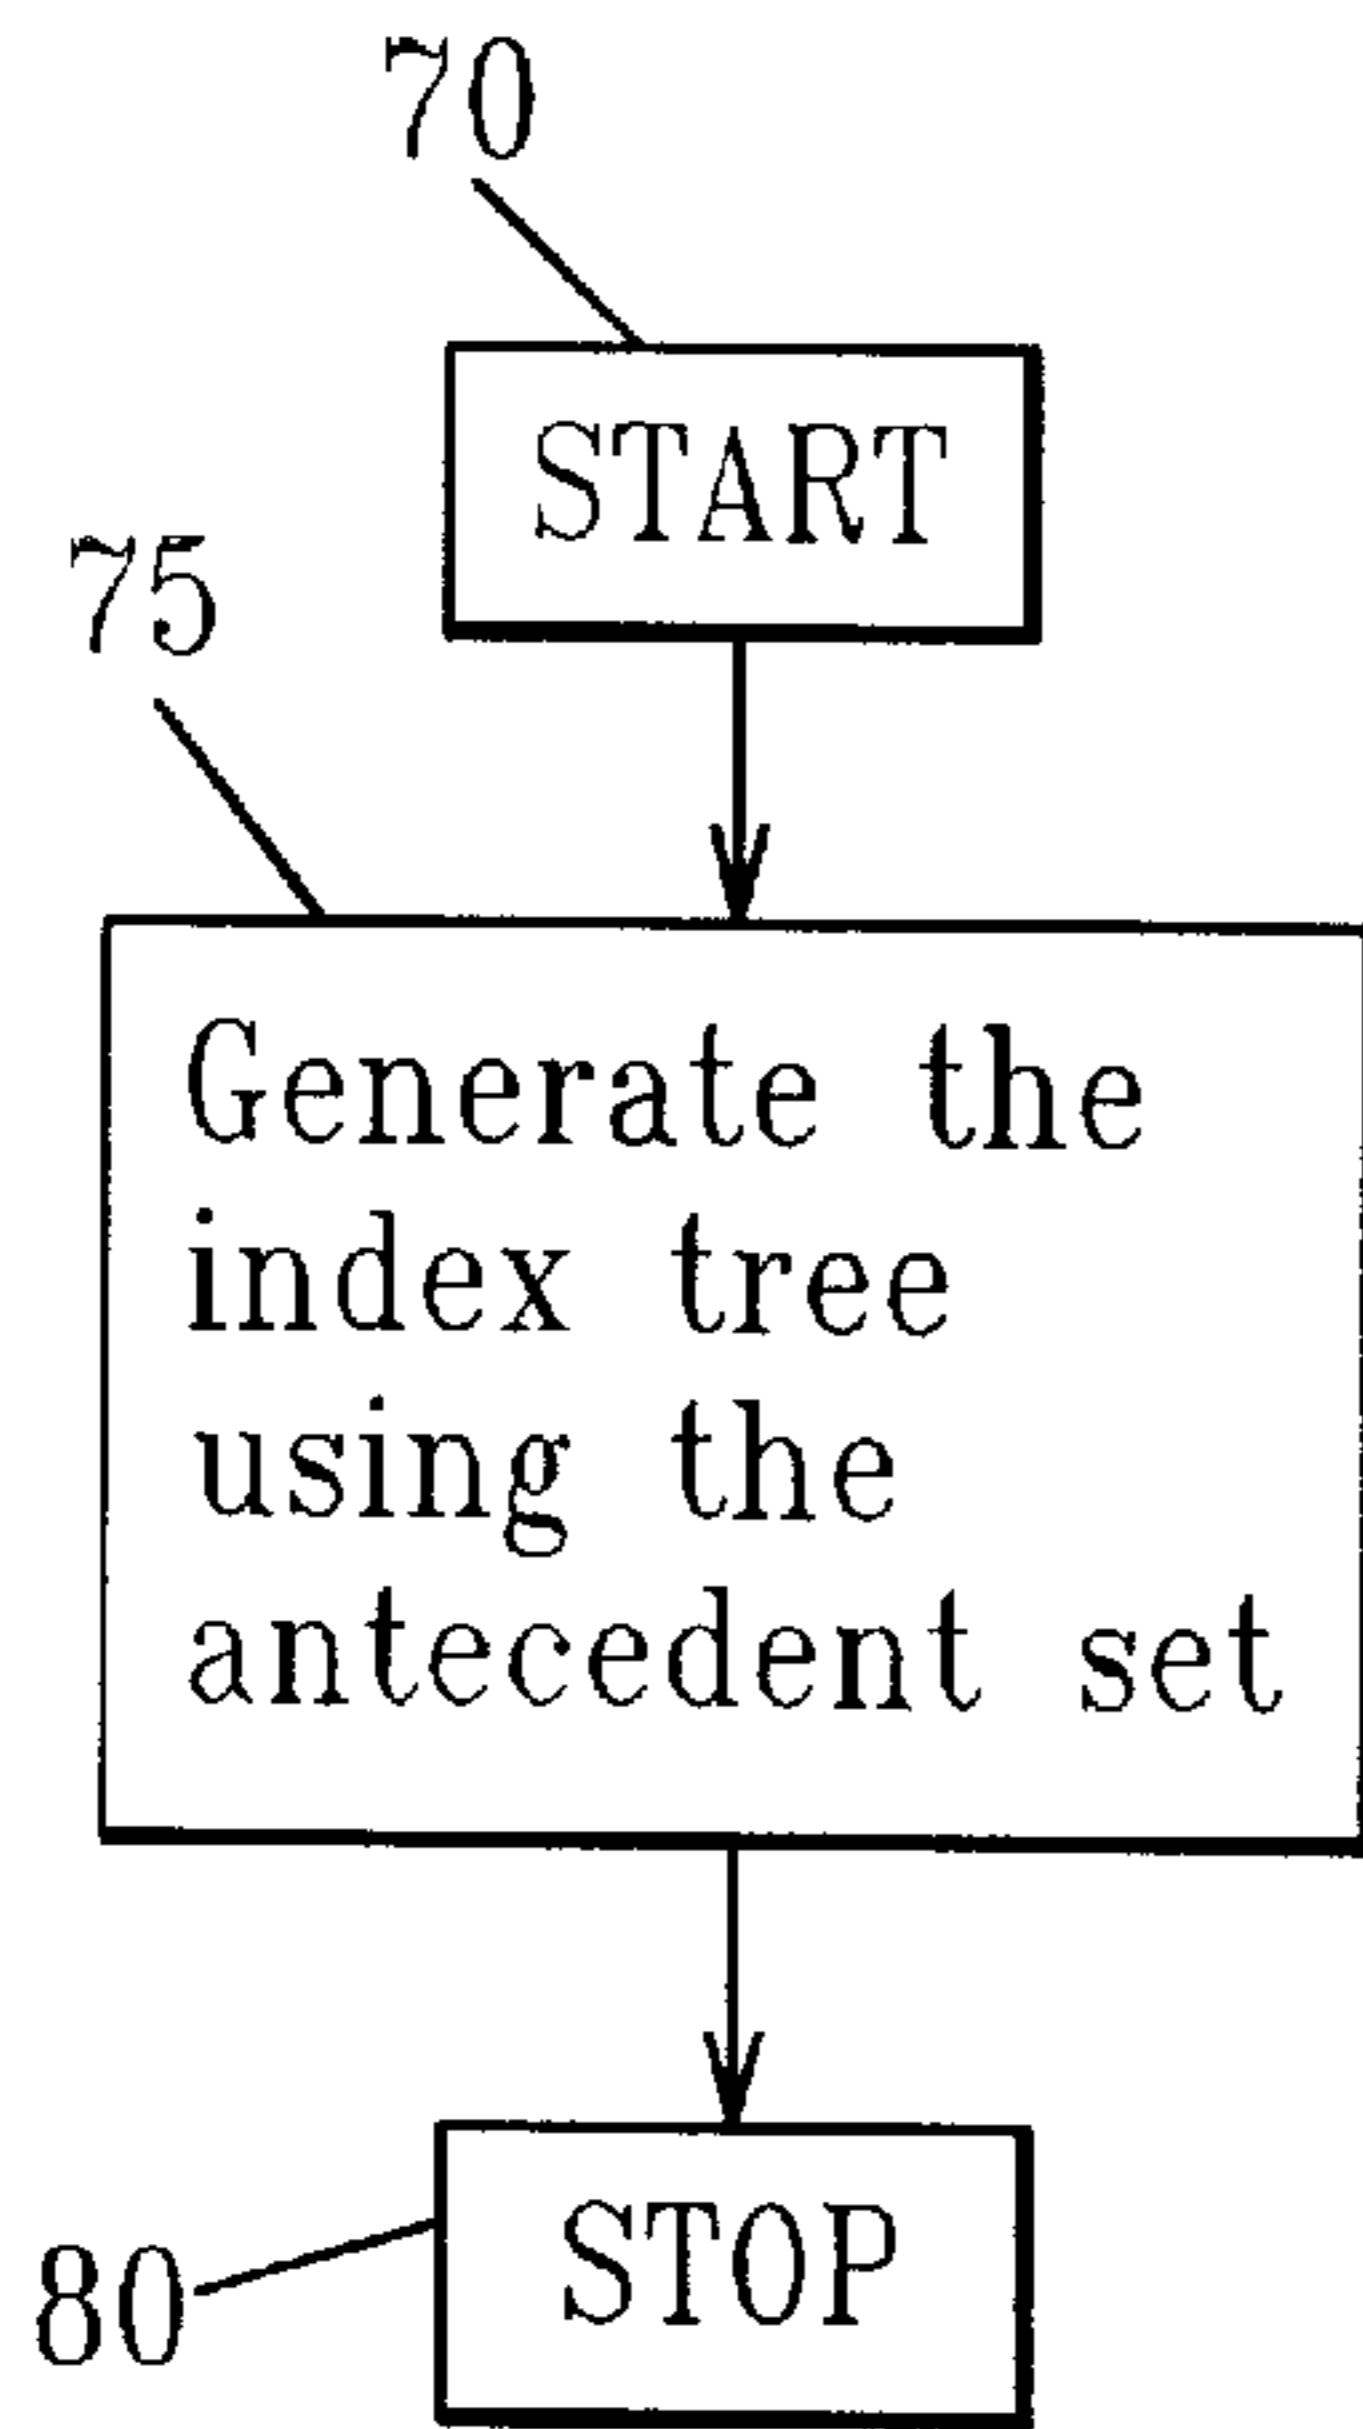 70
START
75
Generate the
index tree
using the
antecedent set
STOP
80